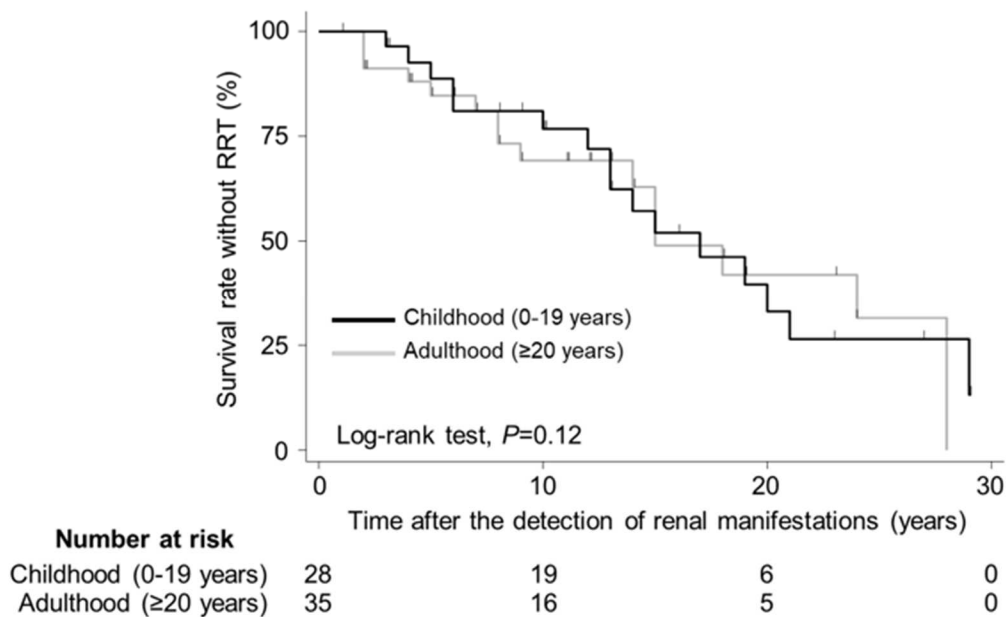 100
75
50
25
0
Survival rate without RRT (%)
Childhood (0-19 years)
Adulthood (≥20 years)
Log-rank test, P=0.12
0 10 20 30
Time after the detection of renal manifestations (years)
Number at risk
Childhood (0-19 years) 28 19 6 0
Adulthood (≥20 years) 35 16 5 0